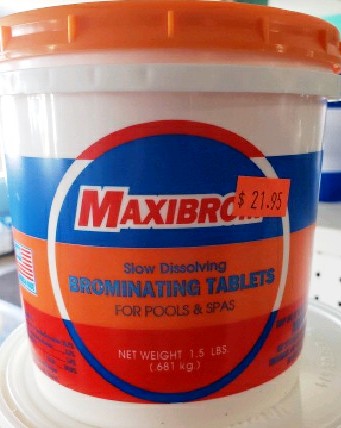 MAXIBRO
$ 21.95
Slow Dissolving
BROMINATING TABLETS
FOR POOLS & SPAS
NET WEIGHT 1.5 LBS.
(.681 kg.)